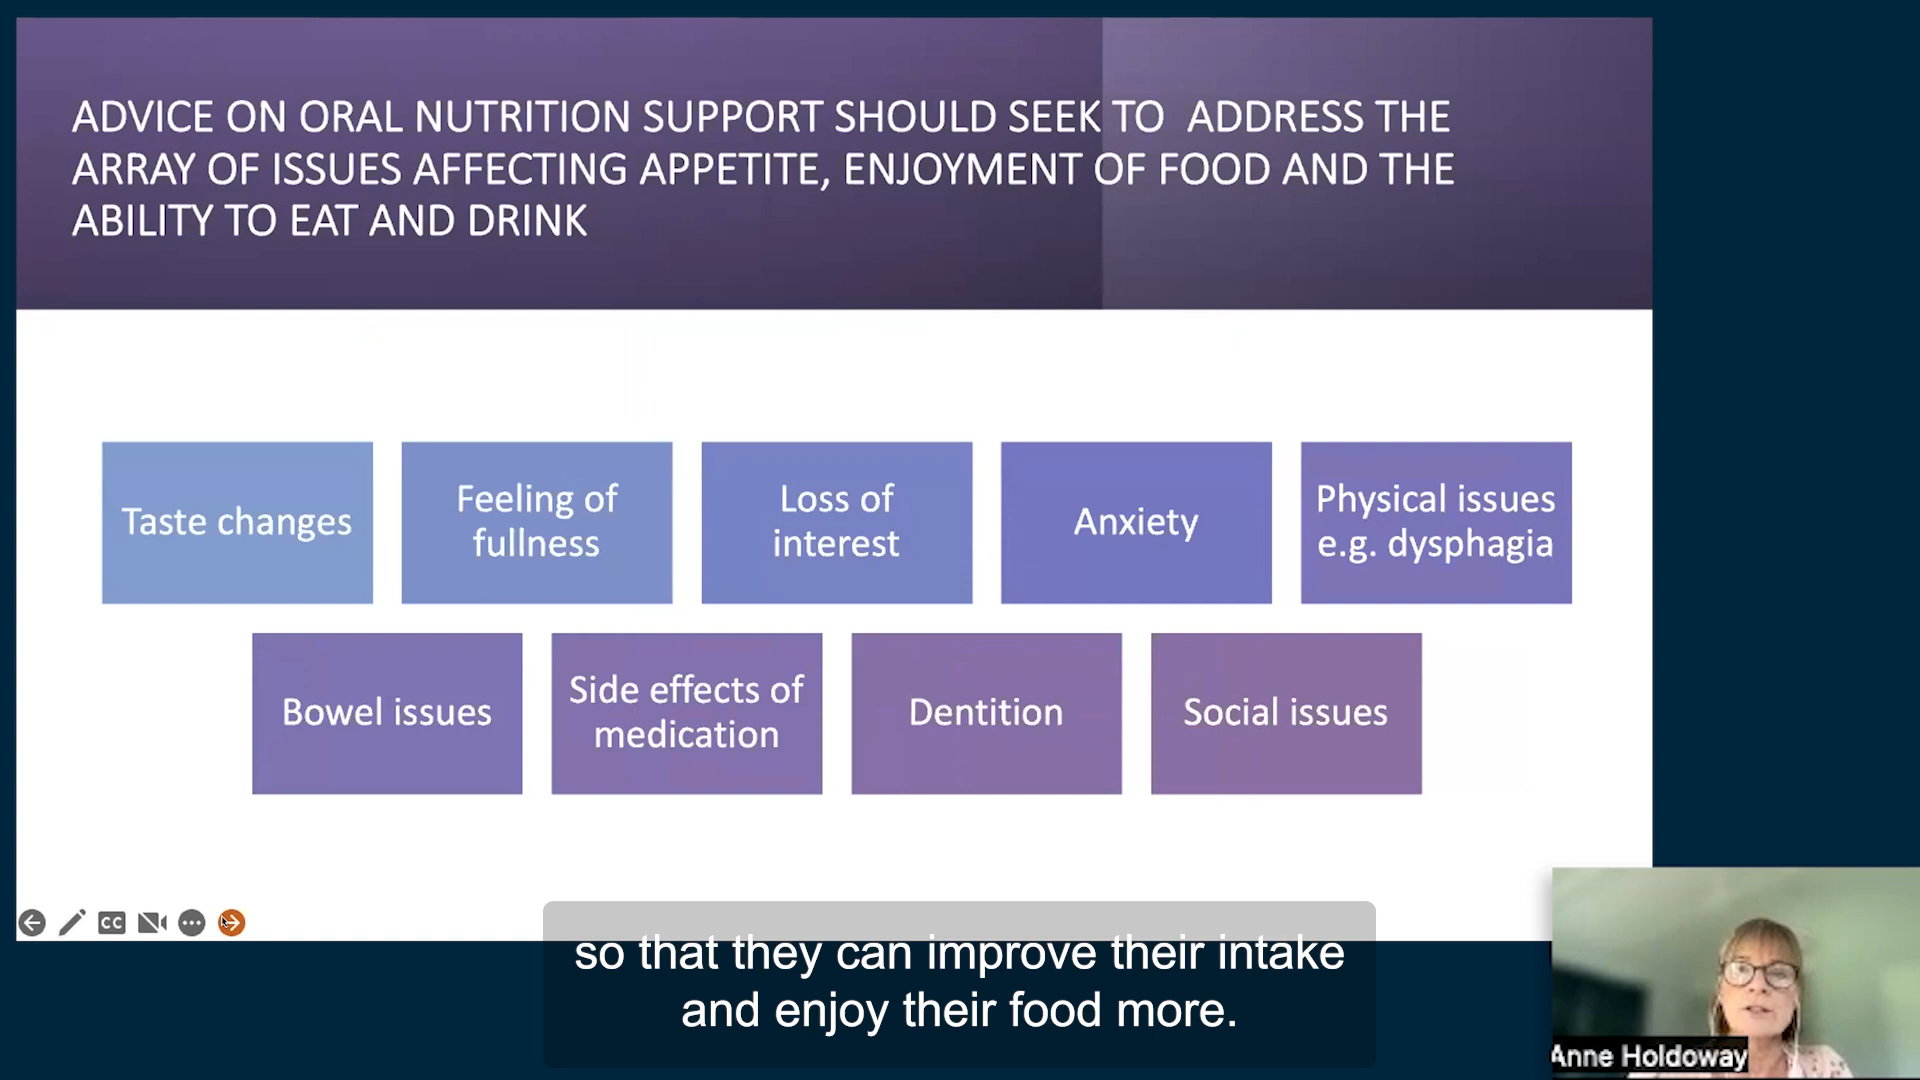 ADVICE ON ORAL NUTRITION SUPPORT SHOULD SEEK TO  ADDRESS THE
ARRAY OF ISSUES AFFECTING APPETITE, ENJOYMENT OF FOOD AND THE
ABILITY TO EAT AND DRINK
Taste changes
Feeling of
fullness
Loss of
interest
Anxiety
Physical issues
e.g. dysphagia
Bowel issues
Side effects of
medication
Dentition
Social issues
CC
so that they can improve their intake
and enjoy their food more.
Anne Holdoway